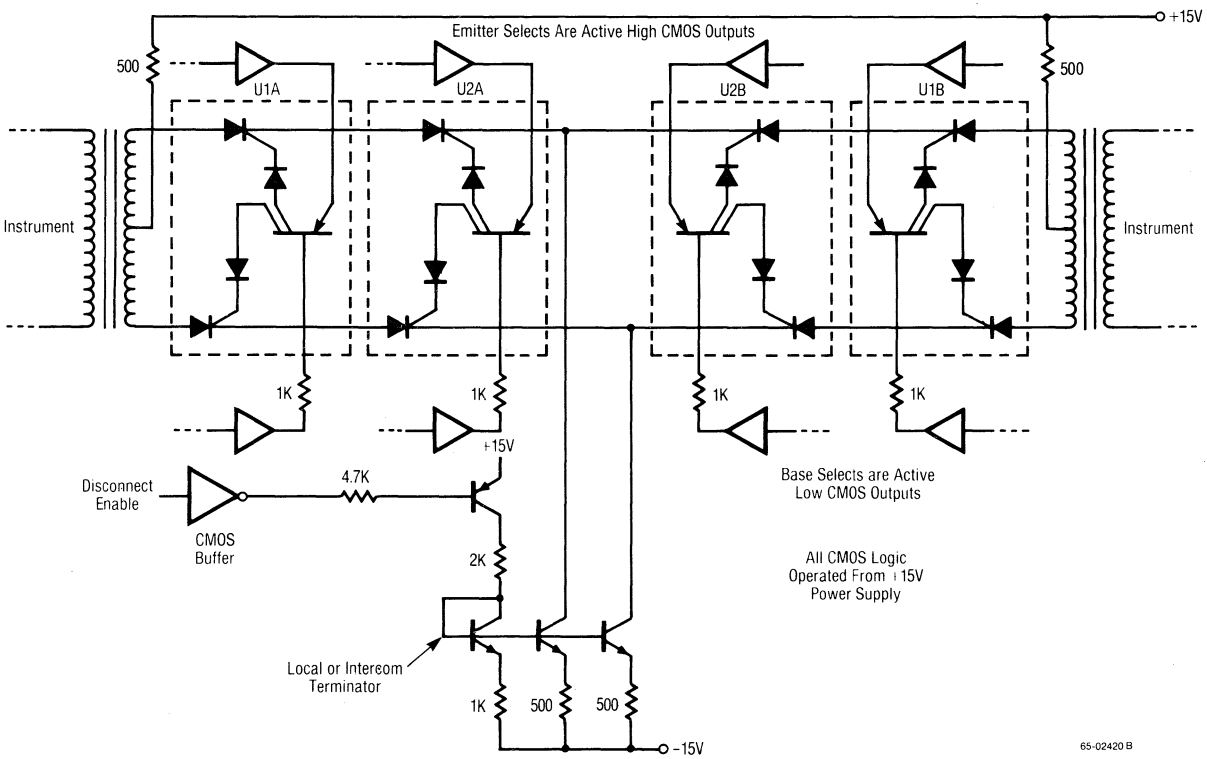 +15V
Emitter Selects Are Active High CMOS Outputs
500
500
U1A
U2A
U2B
U1B
Instrument
Instrument
1K
1K
1K
1K
+15V
Disconnect
Enable
4.7K
Base Selects are Active
Low CMOS Outputs
CMOS
Buffer
2K
All CMOS Logic
Operated From +15V
Power Supply
Local or Intercom
Terminator
1K
500
500
-15V
65-02420 B